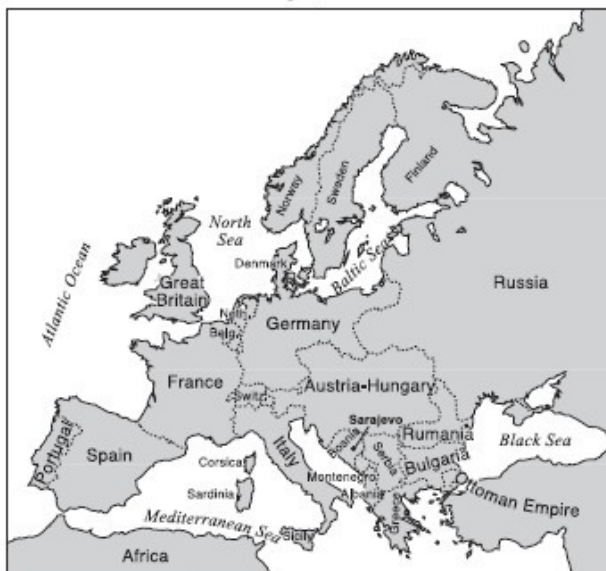 Norway
Sweden
Finland
North
Sea
Atlantic Ocean
Denmark
Baltic Sea
Great
Britain
Russia
Neth.
Belg.
Germany
France
Switz.
Austria-Hungary
Sarajevo
Bosnia
Serbia
Rumania
Black Sea
Bulgaria
Portugal
Spain
Corsica
Italy
Montenegro
Albania
Sardinia
Ottoman Empire
Greece
Mediterranean Sea
Sicily
Africa